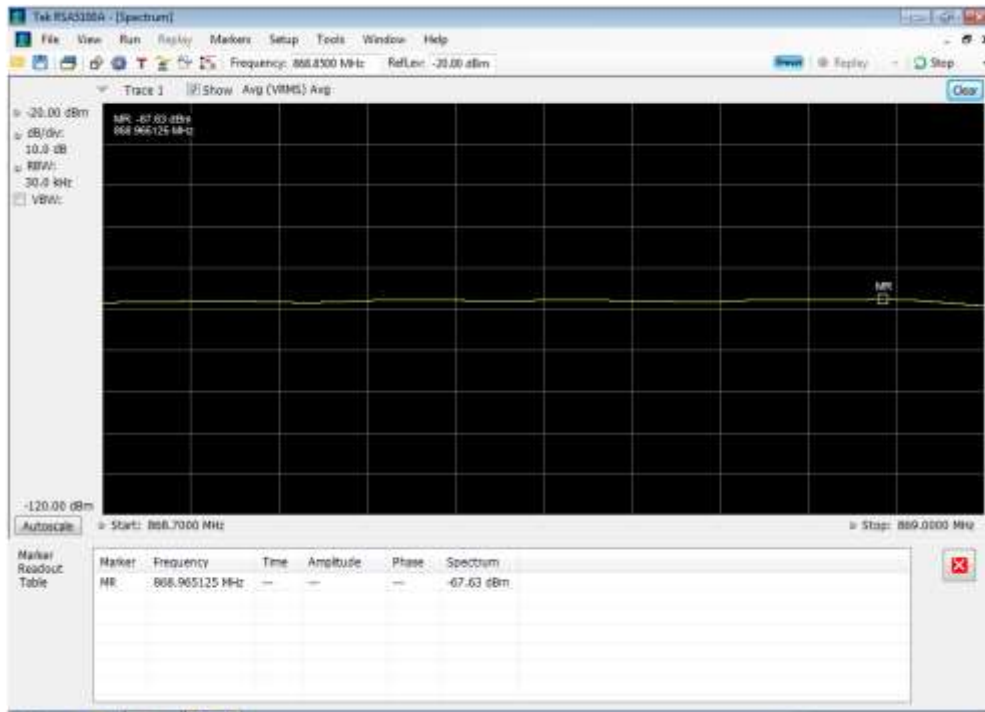 Tek RSA5100A - [Spectrum]
File View Run Replay Markers Setup Tools Window Help
T Frequency: 868.8500 MHz RefLev: -20.00 dBm Preset Replay Stop
Trace 1 Show Avg (VRMS) Avg Clear
-20.00 dBm
dB/div:
10.0 dB
RBW:
30.0 kHz
VBW:
MR: -67.63 dBm
868.965125 MHz
MR
-120.00 dBm
Autoscale Start: 868.7000 MHz Stop: 869.0000 MHz
Marker
Readout
Table
Marker Frequency Time Amplitude Phase Spectrum
MR 868.965125 MHz --- --- --- -67.63 dBm